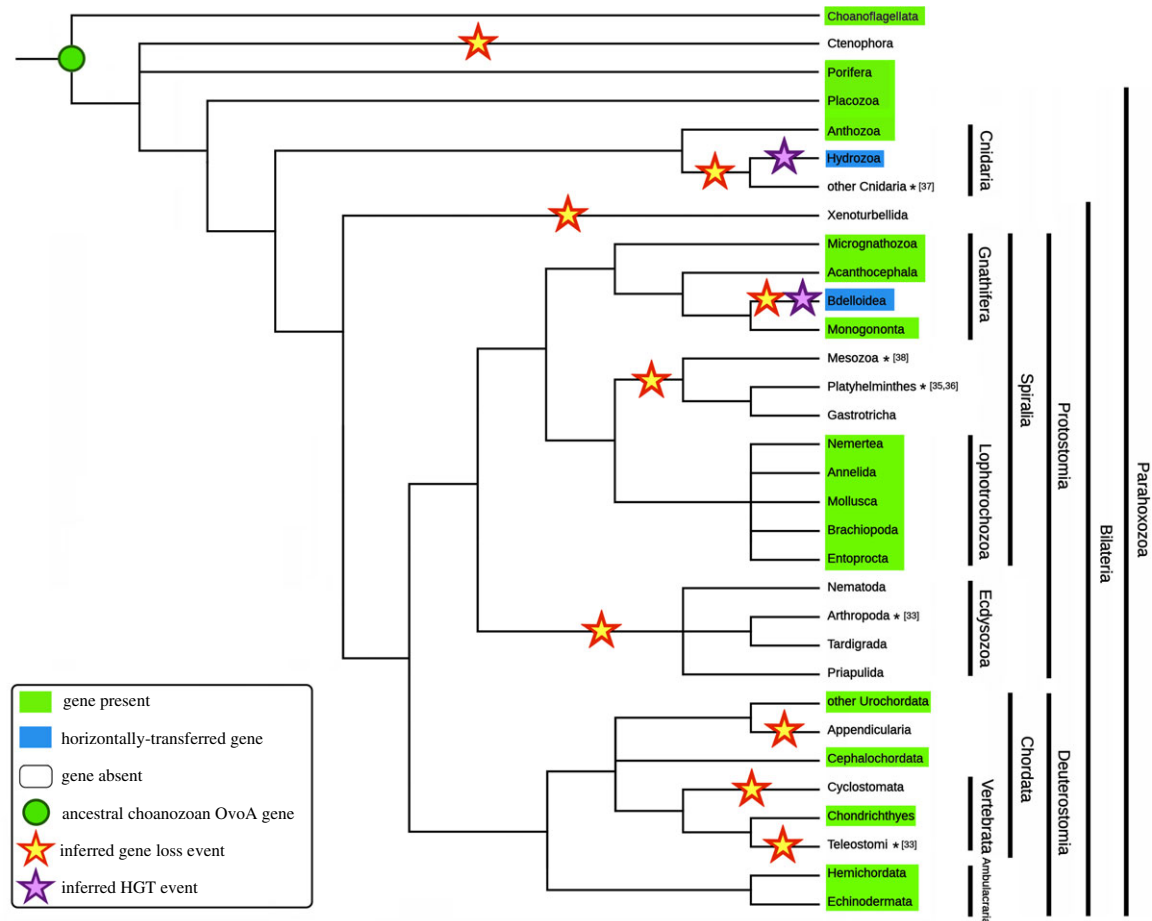 Choanoflagellata
Ctenophora
Porifera
Placozoa
Anthozoa
Hydrozoa
other Cnidaria * [37]
Xenoturbellida
Micrognathozoa
Acanthocephala
Bdelloidea
Monogononta
Mesozoa * [38]
Platyhelminthes * [35,36]
Gastrotricha
Nemertea
Annelida
Mollusca
Brachiopoda
Entoprocta
Nematoda
Arthropoda * [33]
Tardigrada
Priapulida
other Urochordata
Appendicularia
Cephalochordata
Cyclostomata
Chondrichthyes
Teleostomi * [33]
Hemichordata
Echinodermata
Cnidaria
Gnathifera
Lophotrochozoa
Ecdysozoa
Vertebrata
Ambulacraria
Spiralia
Chordata
Protostomia
Deuterostomia
Bilateria
Parahoxozoa
gene present
horizontally-transferred gene
gene absent
ancestral choanozoan OvoA gene
inferred gene loss event
inferred HGT event